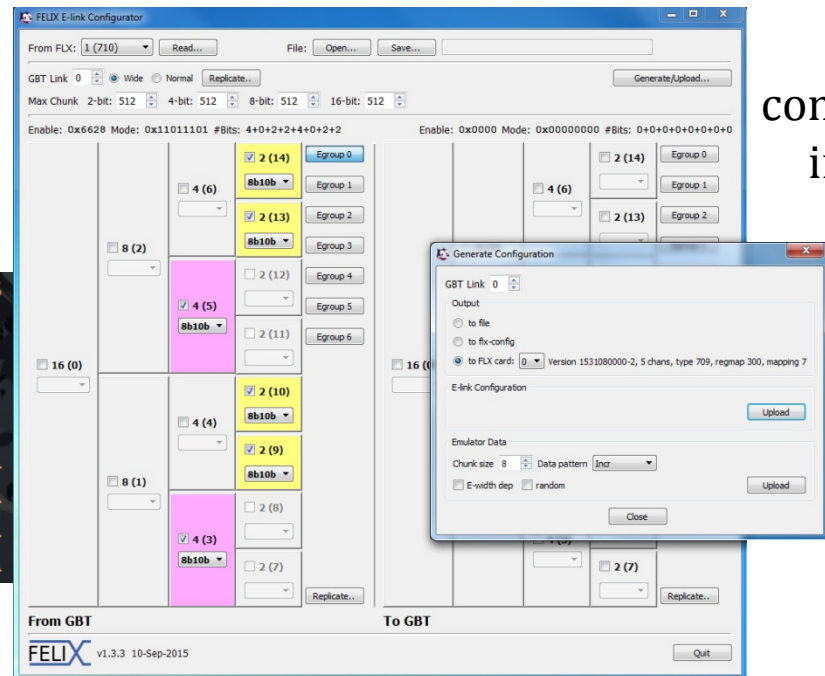 FELIX E-link Configurator
From FLX: 1 (710) Read... File: Open... Save...
GBT Link 0 Wide Normal Replicate.. Generate/Upload...
Max Chunk 2-bit: 512 4-bit: 512 8-bit: 512 16-bit: 512
Enable: 0x6628 Mode: 0x11011101 #Bits: 4+0+2+2+4+0+2+2
Enable: 0x0000 Mode: 0x00000000 #Bits: 0+0+0+0+0+0+0+0
16 (0)
8 (2)
8 (1)
4 (6)
4 (5)
8b10b
4 (4)
4 (3)
8b10b
2 (14)
8b10b
2 (13)
8b10b
2 (12)
2 (11)
2 (10)
8b10b
2 (9)
8b10b
2 (8)
2 (7)
Egroup 0
Egroup 1
Egroup 2
Egroup 3
Egroup 4
Egroup 5
Egroup 6
Replicate..
16 (0
4 (6)
2 (14)
2 (13)
2 (7)
Egroup 0
Egroup 1
Egroup 2
Replicate..
Generate Configuration
GBT Link 0
Output
to file
to flx-config
to FLX card: 0 Version 1531080000-2, 5 chans, type 709, regmap 300, mapping 7
E-link Configuration
Upload
Emulator Data
Chunk size 8 Data pattern Incr
E-width dep random Upload
Close
From GBT To GBT
FELIX v1.3.3 10-Sep-2015 Quit
con
i